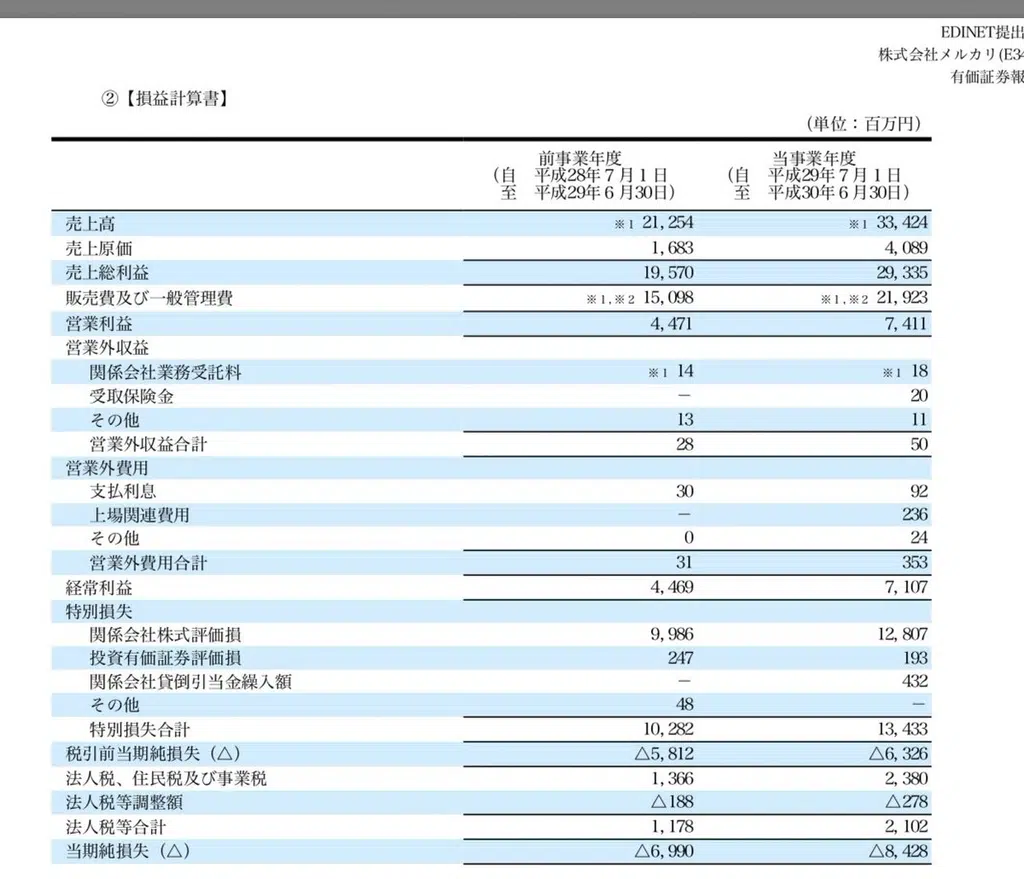 EDINET提出
株式会社メルカリ(E34
有価証券報
②【損益計算書】
(単位：百万円)
前事業年度 当事業年度
(自 平成28年７月１日 (自 平成29年７月１日
至 平成29年６月30日) 至 平成30年６月30日)
売上高 ※1 21,254 ※1 33,424
売上原価 1,683 4,089
売上総利益 19,570 29,335
販売費及び一般管理費 ※1,※2 15,098 ※1,※2 21,923
営業利益 4,471 7,411
営業外収益
関係会社業務受託料 ※1 14 ※1 18
受取保険金 － 20
その他 13 11
営業外収益合計 28 50
営業外費用
支払利息 30 92
上場関連費用 － 236
その他 0 24
営業外費用合計 31 353
経常利益 4,469 7,107
特別損失
関係会社株式評価損 9,986 12,807
投資有価証券評価損 247 193
関係会社貸倒引当金繰入額 － 432
その他 48 －
特別損失合計 10,282 13,433
税引前当期純損失（△） △5,812 △6,326
法人税、住民税及び事業税 1,366 2,380
法人税等調整額 △188 △278
法人税等合計 1,178 2,102
当期純損失（△） △6,990 △8,428